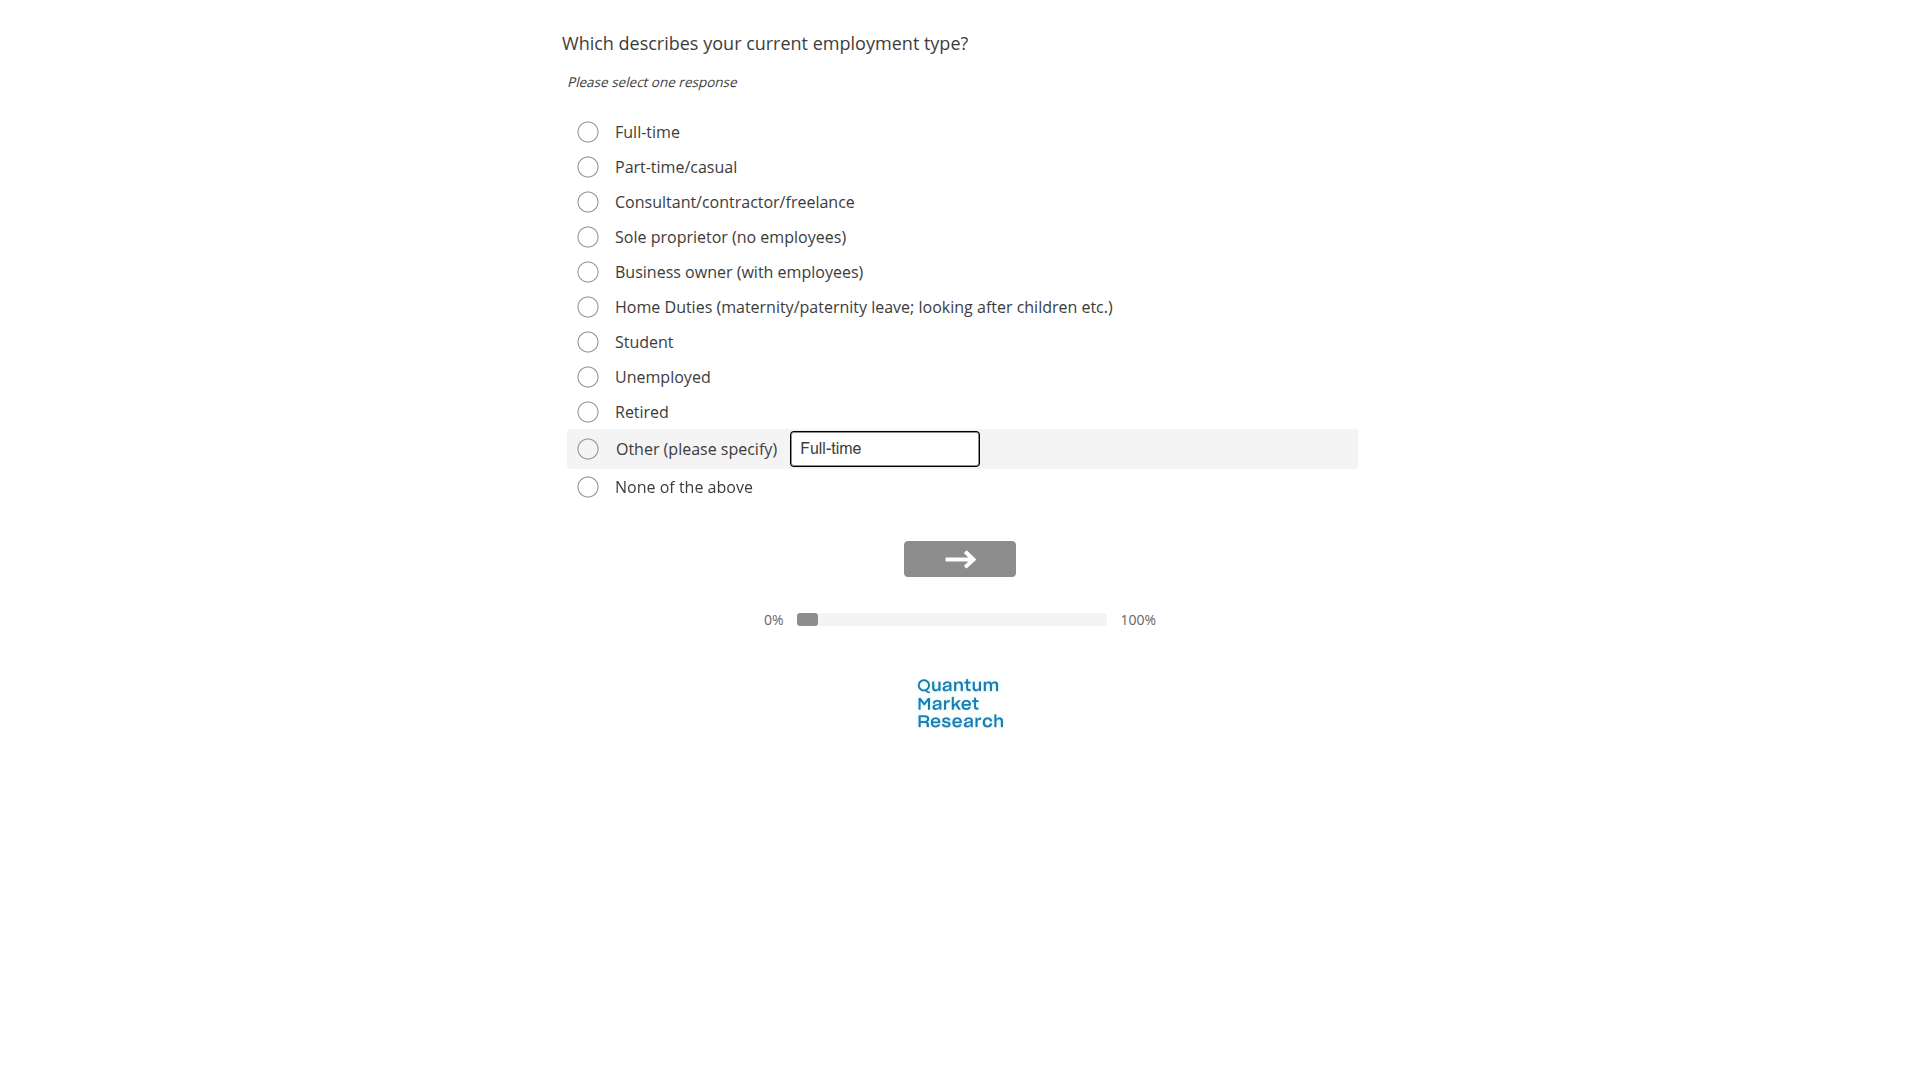 Which describes your current employment type?
Please select one response
Full-time
Part-time/casual
Consultant/contractor/freelance
Sole proprietor (no employees)
Business owner (with employees)
Home Duties (maternity/paternity leave; looking after children etc.)
Student
Unemployed
Retired
Other (please specify) Full-time
None of the above
0% 100%
Quantum
Market
Research